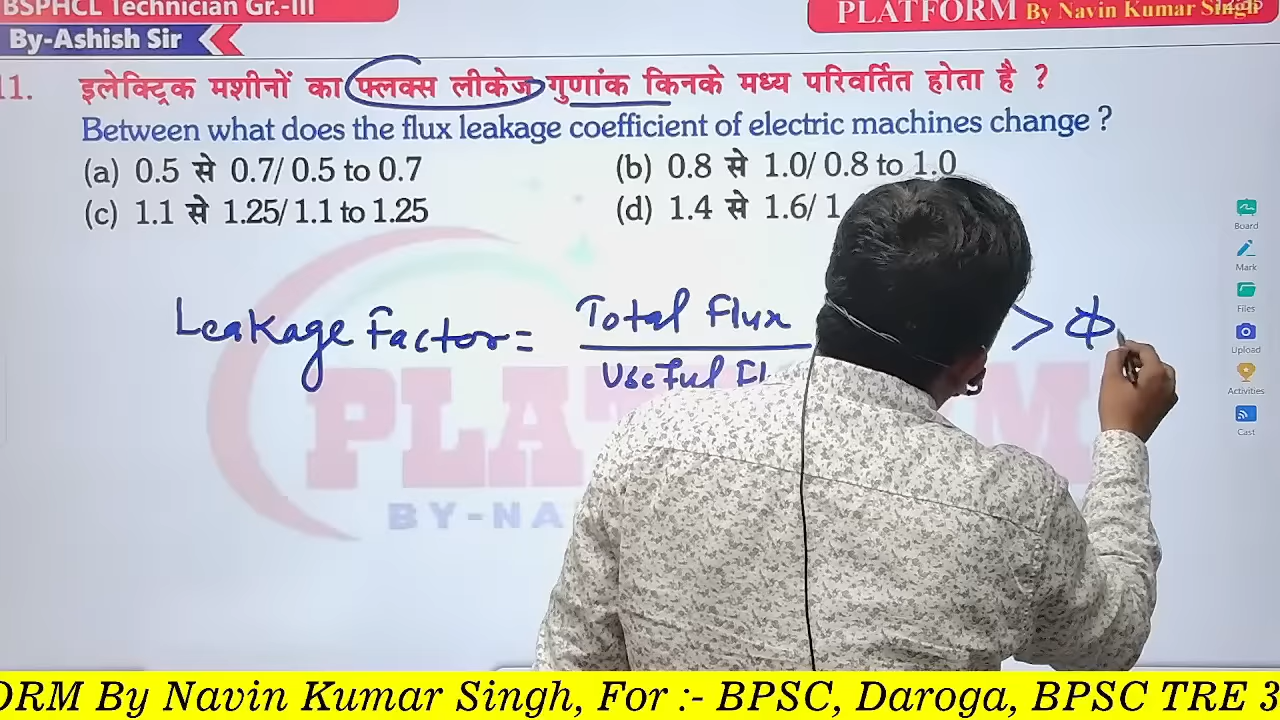 BSPHCL Technician Gr.-III
PLATFORM By Navin Kumar Singh
By-Ashish Sir
11. इलेक्ट्रिक मशीनों का फ्लक्स लीकेज गुणांक किनके मध्य परिवर्तित होता है ?
Between what does the flux leakage coefficient of electric machines change ?
(a) 0.5 से 0.7/ 0.5 to 0.7 (b) 0.8 से 1.0/ 0.8 to 1.0
(c) 1.1 से 1.25/ 1.1 to 1.25 (d) 1.4 से 1.6/ 1
Leakage Factor = Total Flux > ϕ
Useful Fl
BY-NA
Board
Mark
Files
Upload
Activities
Cast
ORM By Navin Kumar Singh, For :- BPSC, Daroga, BPSC TRE 3